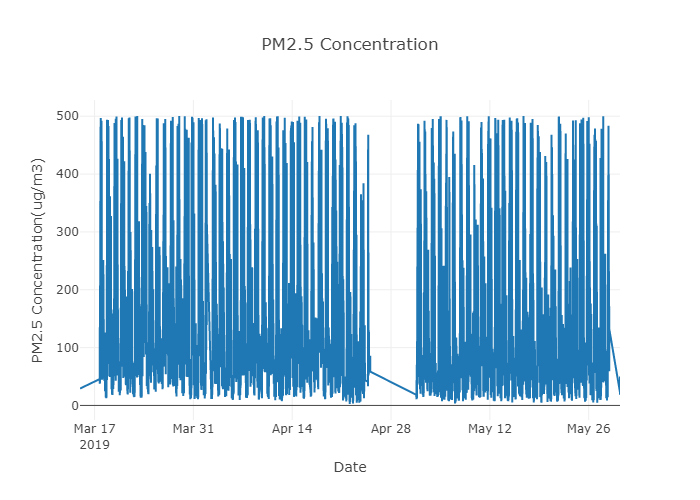 PM2.5 Concentration
PM2.5 Concentration(ug/m3)
500
400
300
200
100
0
Mar 17
2019
Mar 31
Apr 14
Apr 28
May 12
May 26
Date